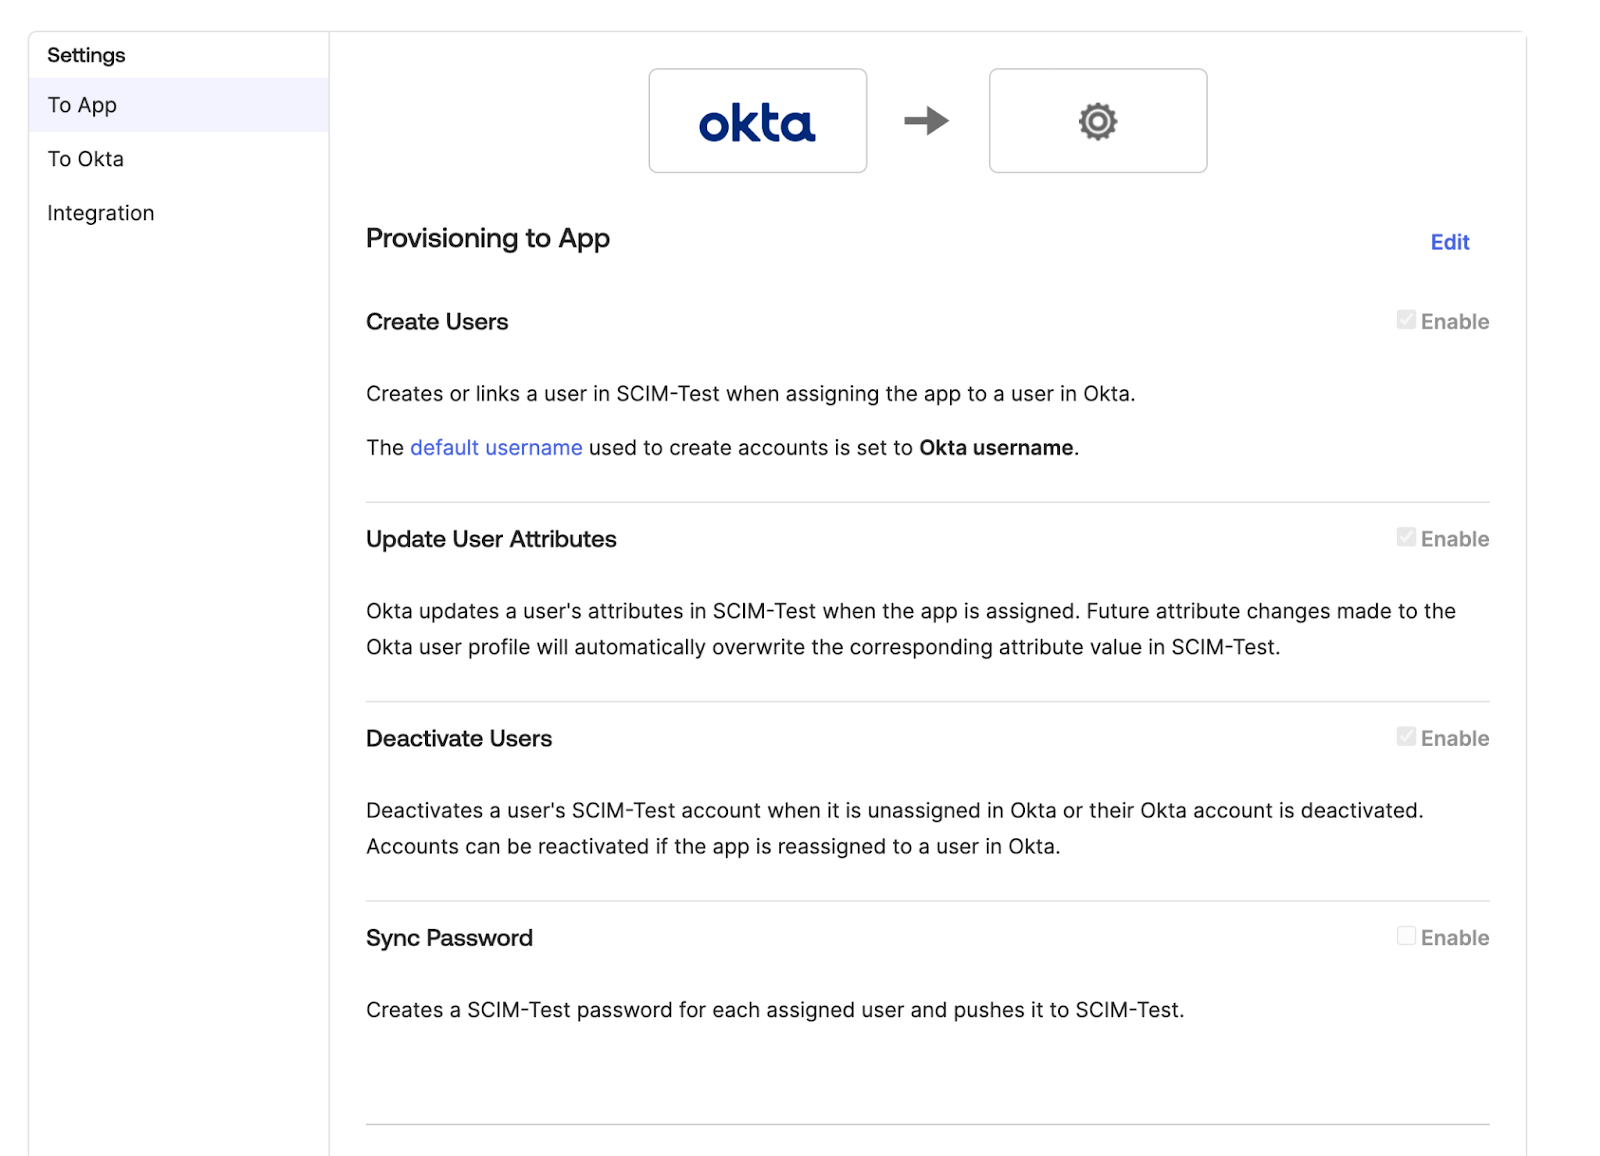 Settings
To App
To Okta
Integration
okta
Provisioning to App
Edit
Create Users
Enable
Creates or links a user in SCIM-Test when assigning the app to a user in Okta.
The default username used to create accounts is set to Okta username.
Update User Attributes
Enable
Okta updates a user's attributes in SCIM-Test when the app is assigned. Future attribute changes made to the
Okta user profile will automatically overwrite the corresponding attribute value in SCIM-Test.
Deactivate Users
Enable
Deactivates a user's SCIM-Test account when it is unassigned in Okta or their Okta account is deactivated.
Accounts can be reactivated if the app is reassigned to a user in Okta.
Sync Password
Enable
Creates a SCIM-Test password for each assigned user and pushes it to SCIM-Test.